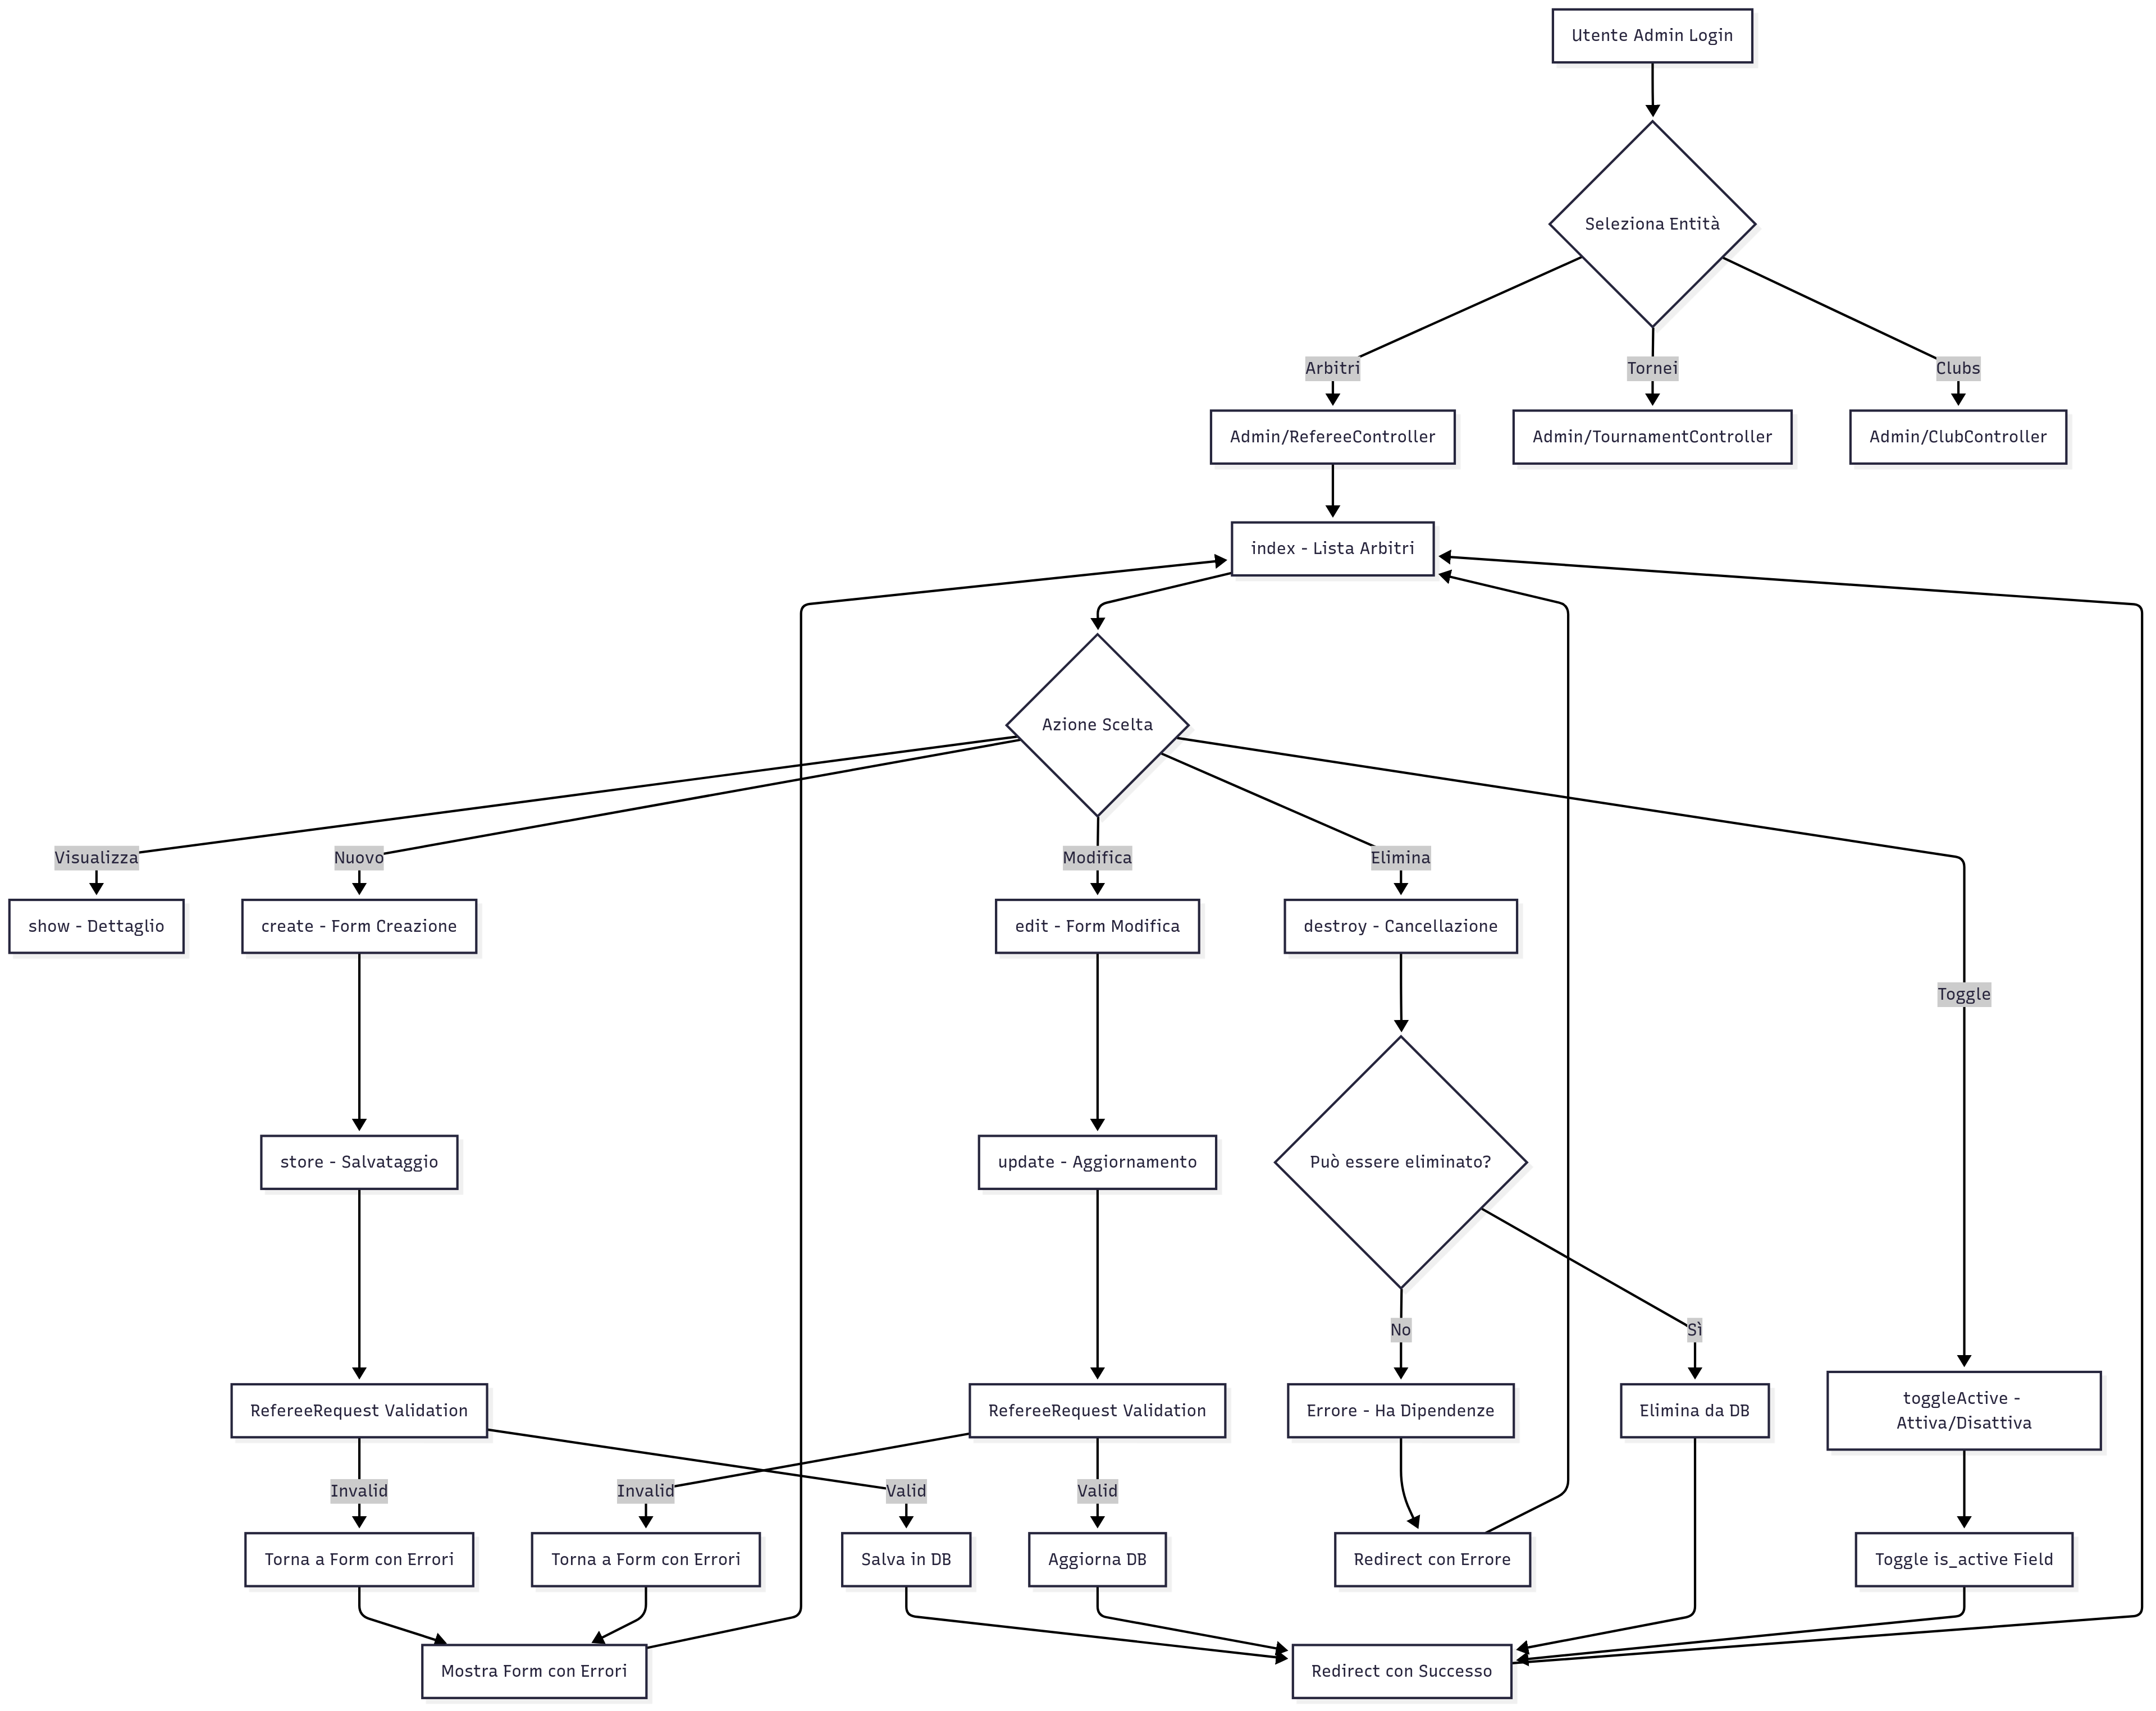 Utente Admin Login
Seleziona Entità
Arbitri
Tornei
Clubs
Admin/RefereeController
Admin/TournamentController
Admin/ClubController
index - Lista Arbitri
Azione Scelta
Visualizza
Nuovo
Modifica
Elimina
show - Dettaglio
create - Form Creazione
edit - Form Modifica
destroy - Cancellazione
Toggle
store - Salvataggio
update - Aggiornamento
Può essere eliminato?
No
Sì
RefereeRequest Validation
RefereeRequest Validation
Errore - Ha Dipendenze
Elimina da DB
toggleActive -
Attiva/Disattiva
Invalid
Invalid
Valid
Valid
Torna a Form con Errori
Torna a Form con Errori
Salva in DB
Aggiorna DB
Redirect con Errore
Toggle is_active Field
Mostra Form con Errori
Redirect con Successo